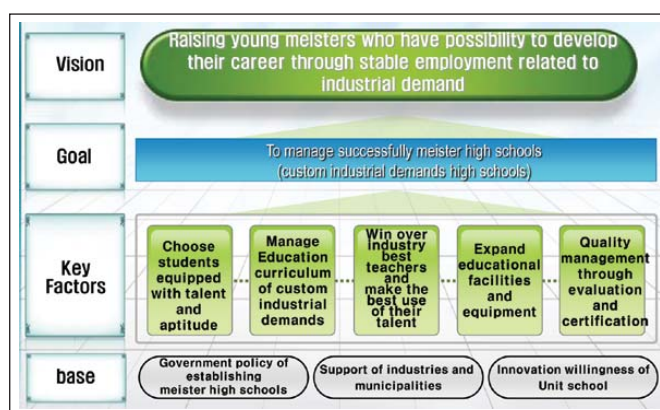 Vision
Raising young meisters who have possibility to develop
their career through stable employment related to
industrial demand
Goal
To manage successfully meister high schools
(custom industrial demands high schools)
Key
Factors
Choose
students
equipped
with talent
and
aptitude
Manage
Education
curriculum
of custom
industrial
demands
Win over
industry
best
teachers
and make
the best
use of their
talent
Expand
educational
facilities
and
equipment
Quality
management
through
evaluation
and
certification
base
Government policy of
establishing
meister high schools
Support of industries and
municipalities
Innovation willingness of
Unit school